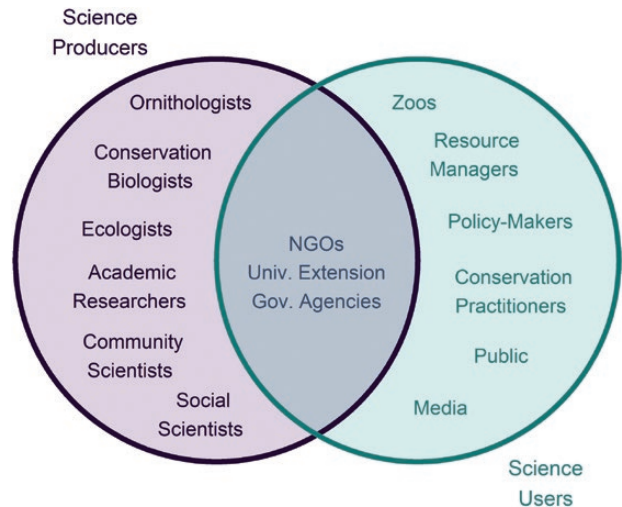 Science
Producers
Ornithologists
Conservation
Biologists
Ecologists
Academic
Researchers
Community
Scientists
Social
Scientists
NGOs
Univ. Extension
Gov. Agencies
Zoos
Resource
Managers
Policy-Makers
Conservation
Practitioners
Public
Media
Science
Users